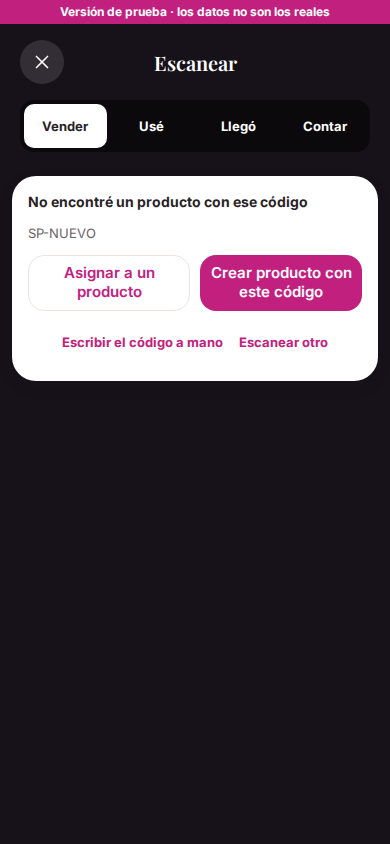 Versión de prueba · los datos no son los reales
Escanear
Vender
Usé
Llegó
Contar
No encontré un producto con ese código
SP-NUEVO
Asignar a un
producto
Crear producto con
este código
Escribir el código a mano
Escanear otro